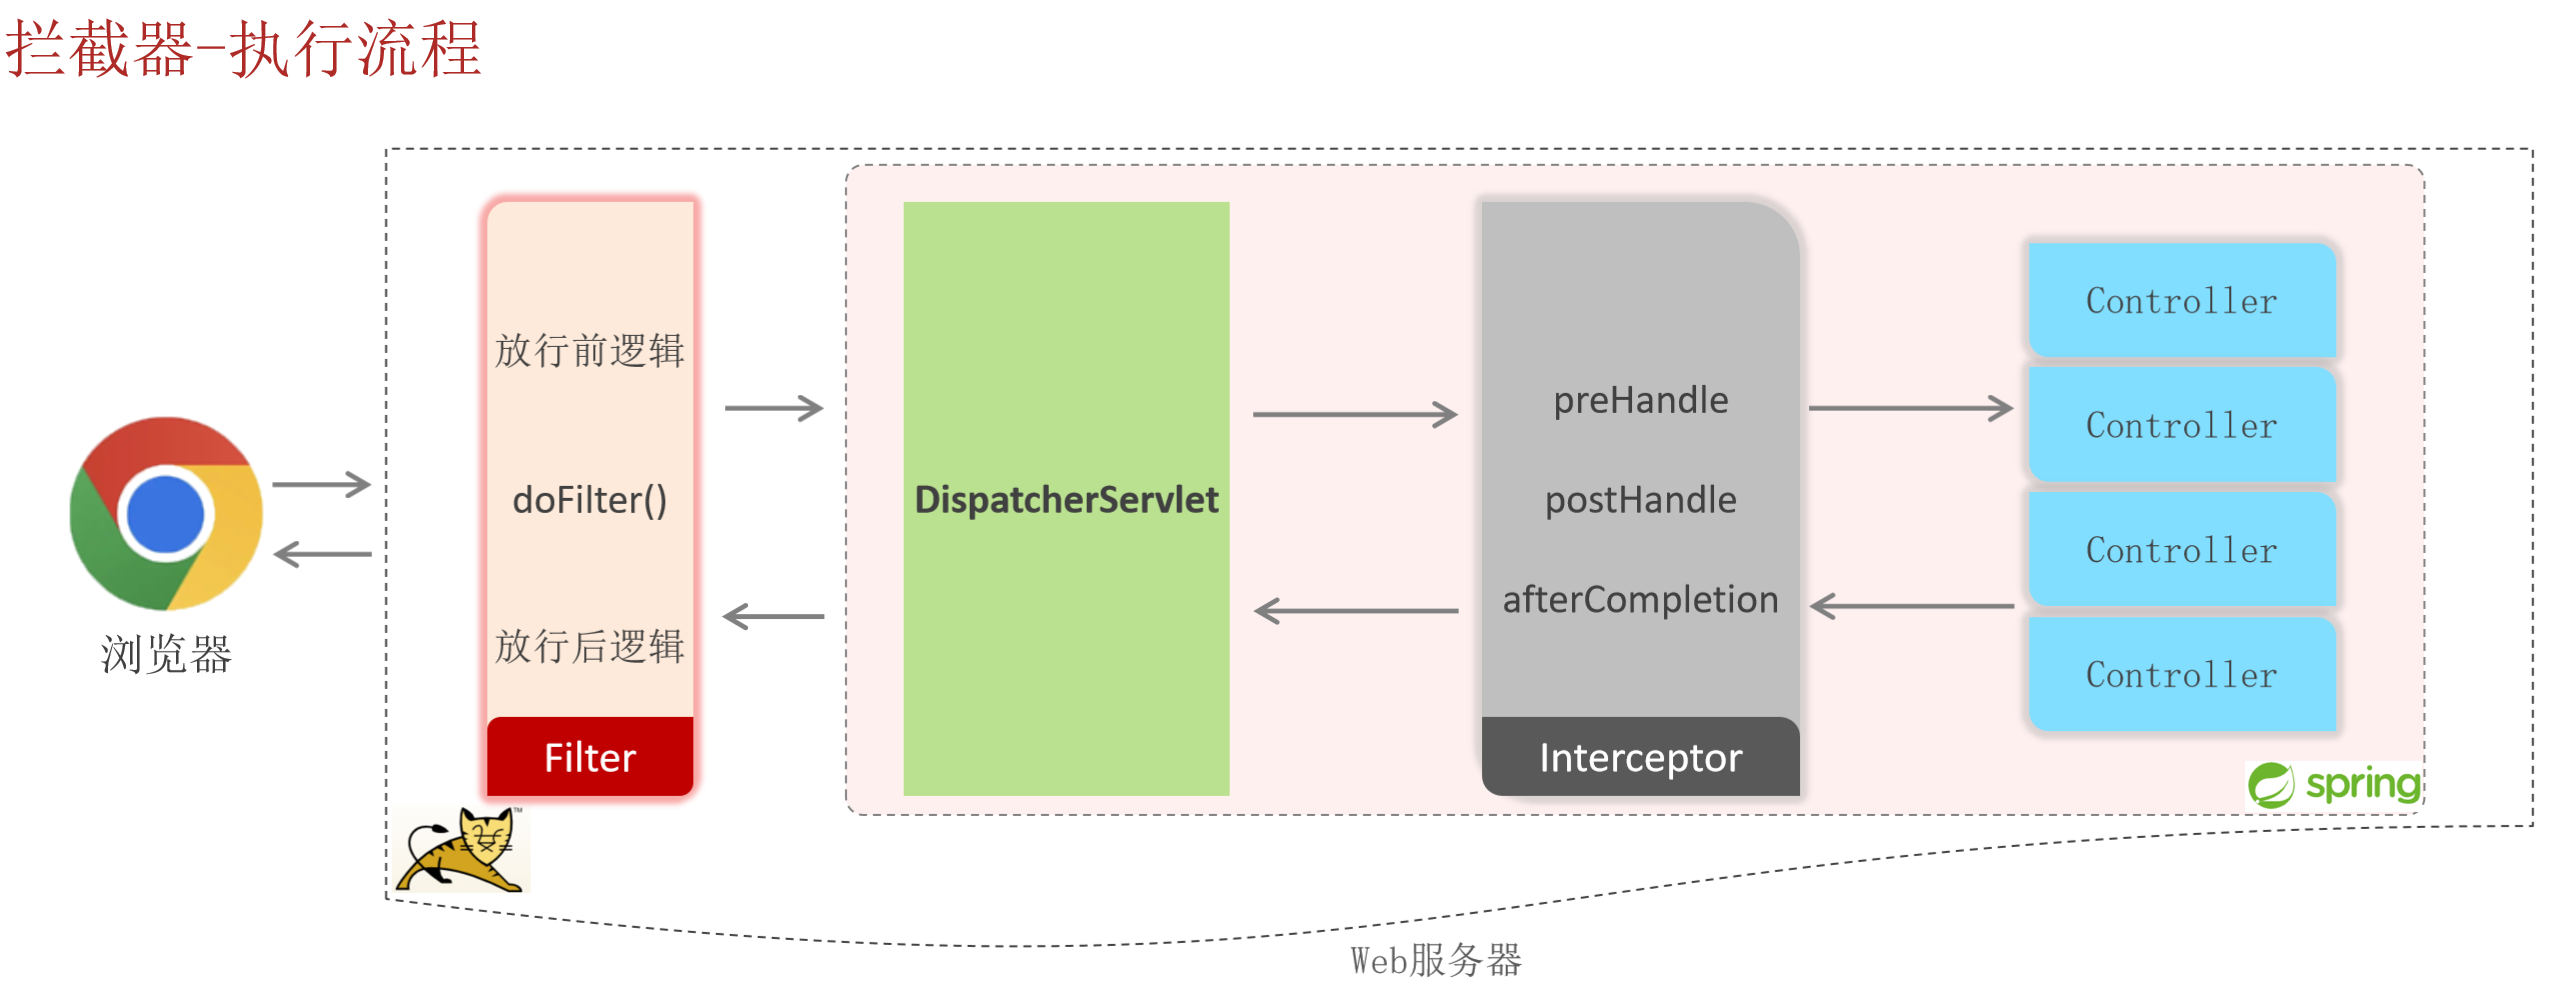 拦截器-执行流程
浏览器
放行前逻辑
doFilter()
放行后逻辑
Filter
TM
DispatcherServlet
preHandle
postHandle
afterCompletion
Interceptor
Controller
Controller
Controller
Controller
spring
Web服务器